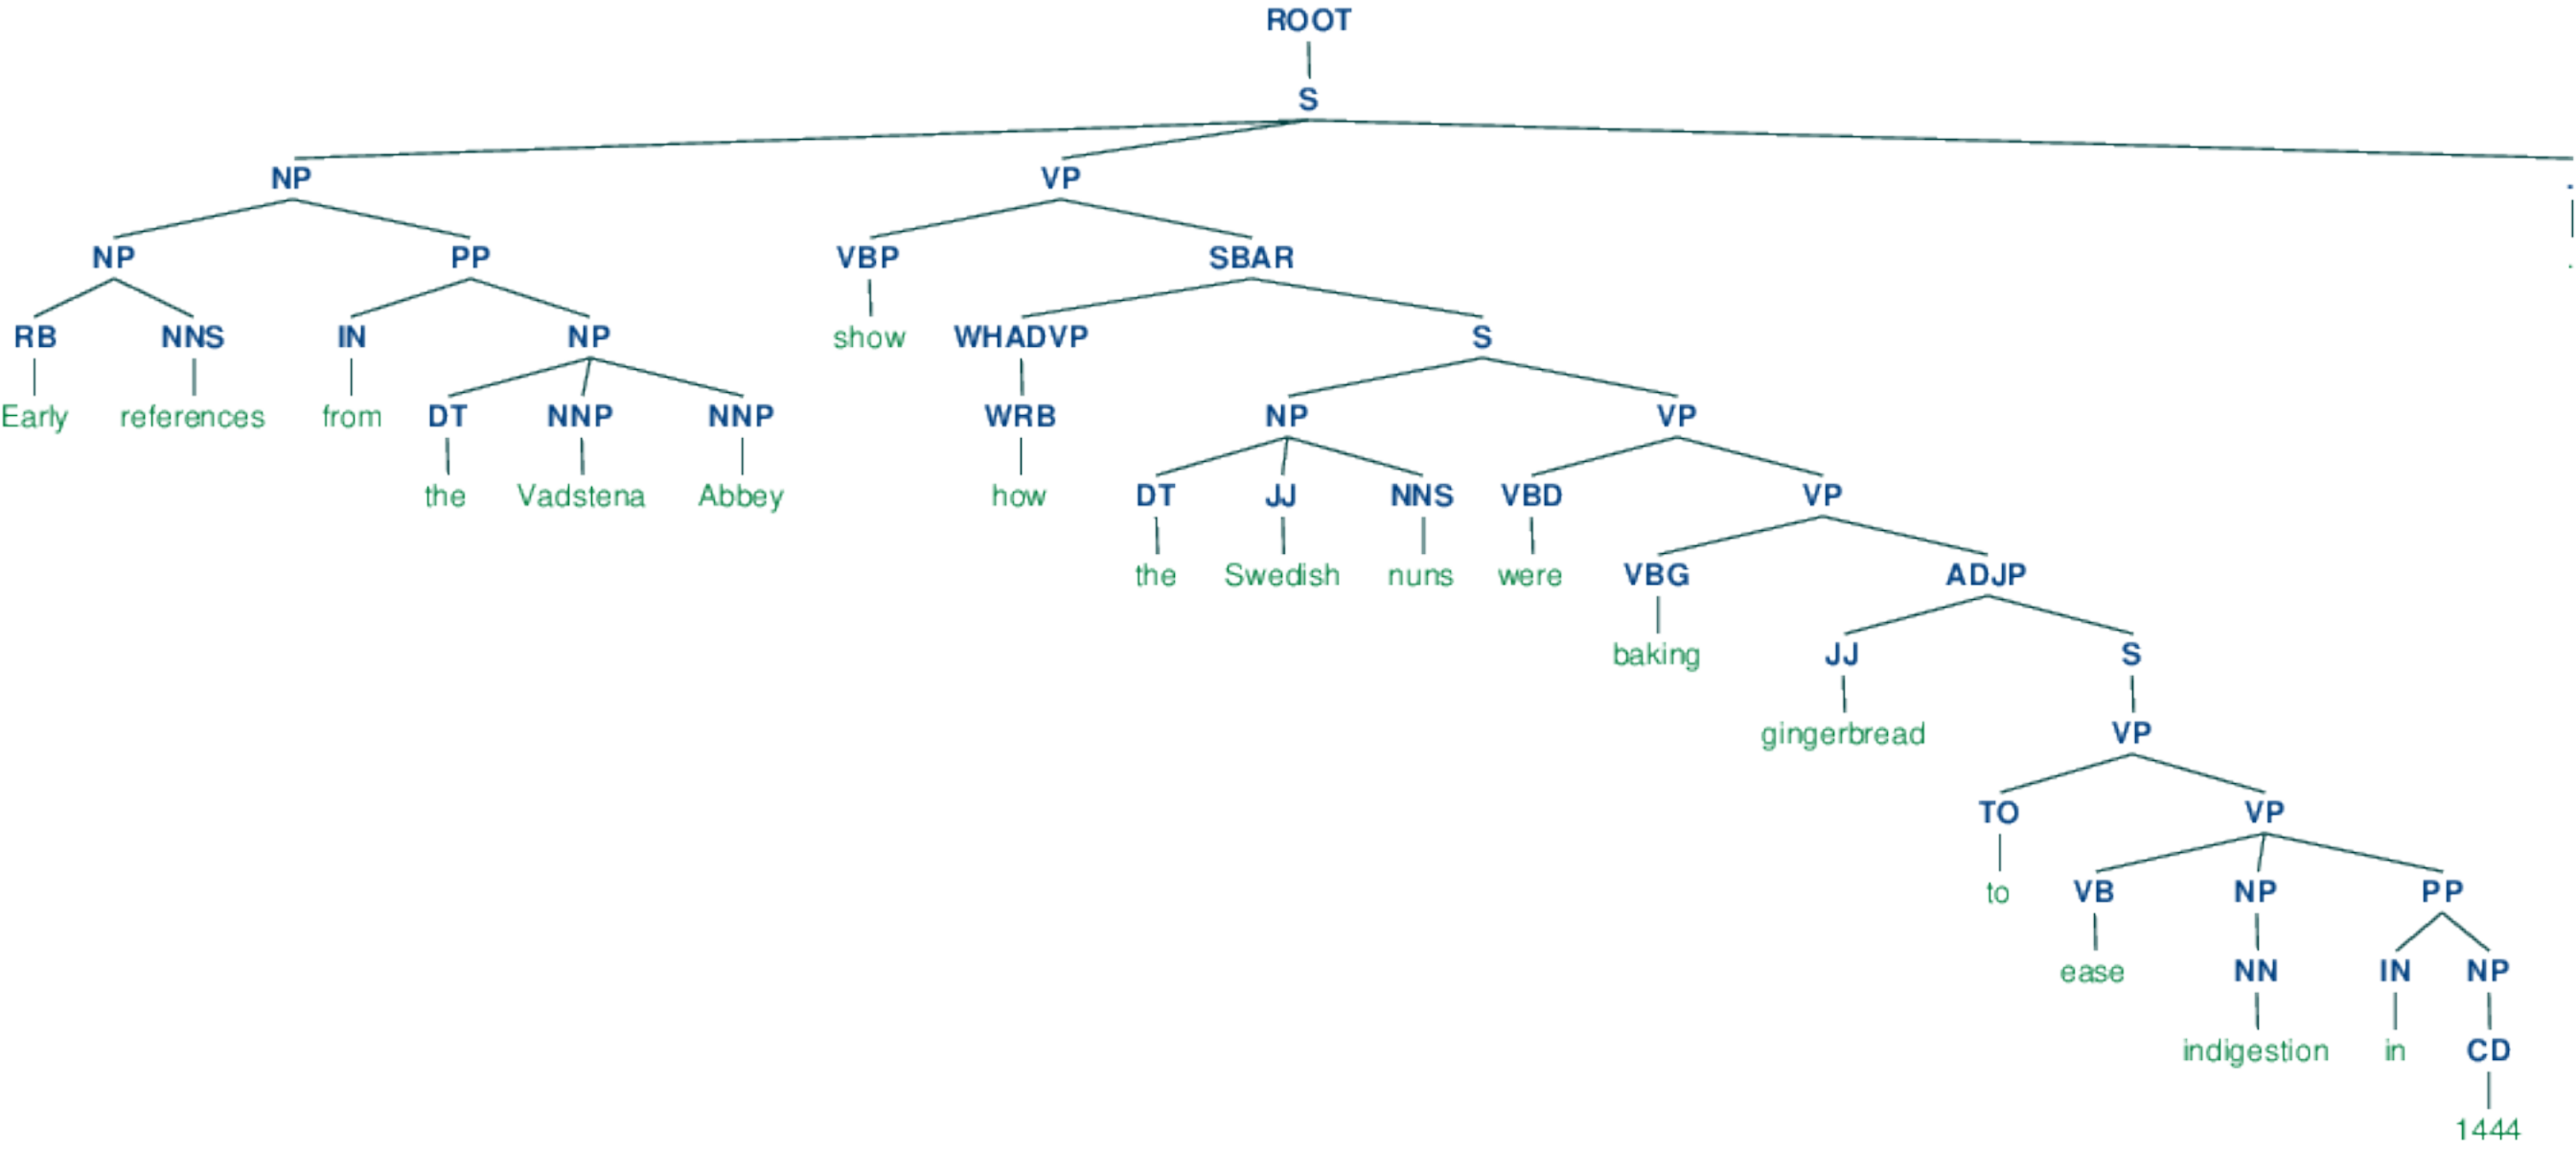 ROOT
S
NP VP .
NP PP VBP SBAR .
RB NNS IN NP show WHADVP S
Early references from DT NNP NNP WRB NP VP
the Vadstena Abbey how DT JJ NNS VBD VP
the Swedish nuns were VBG ADJP
baking JJ S
gingerbread VP
TO VP
to VB NP PP
ease NN IN NP
indigestion in CD
1444